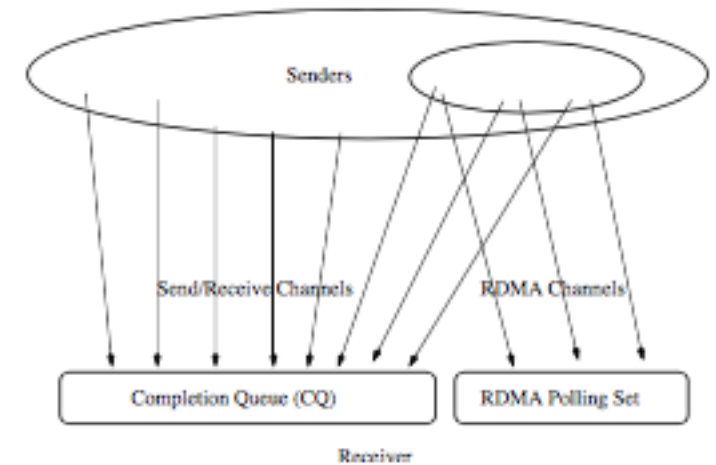 Senders
Send/Receive Channels
RDMA Channels
Completion Queue (CQ)
RDMA Polling Set
Receiver